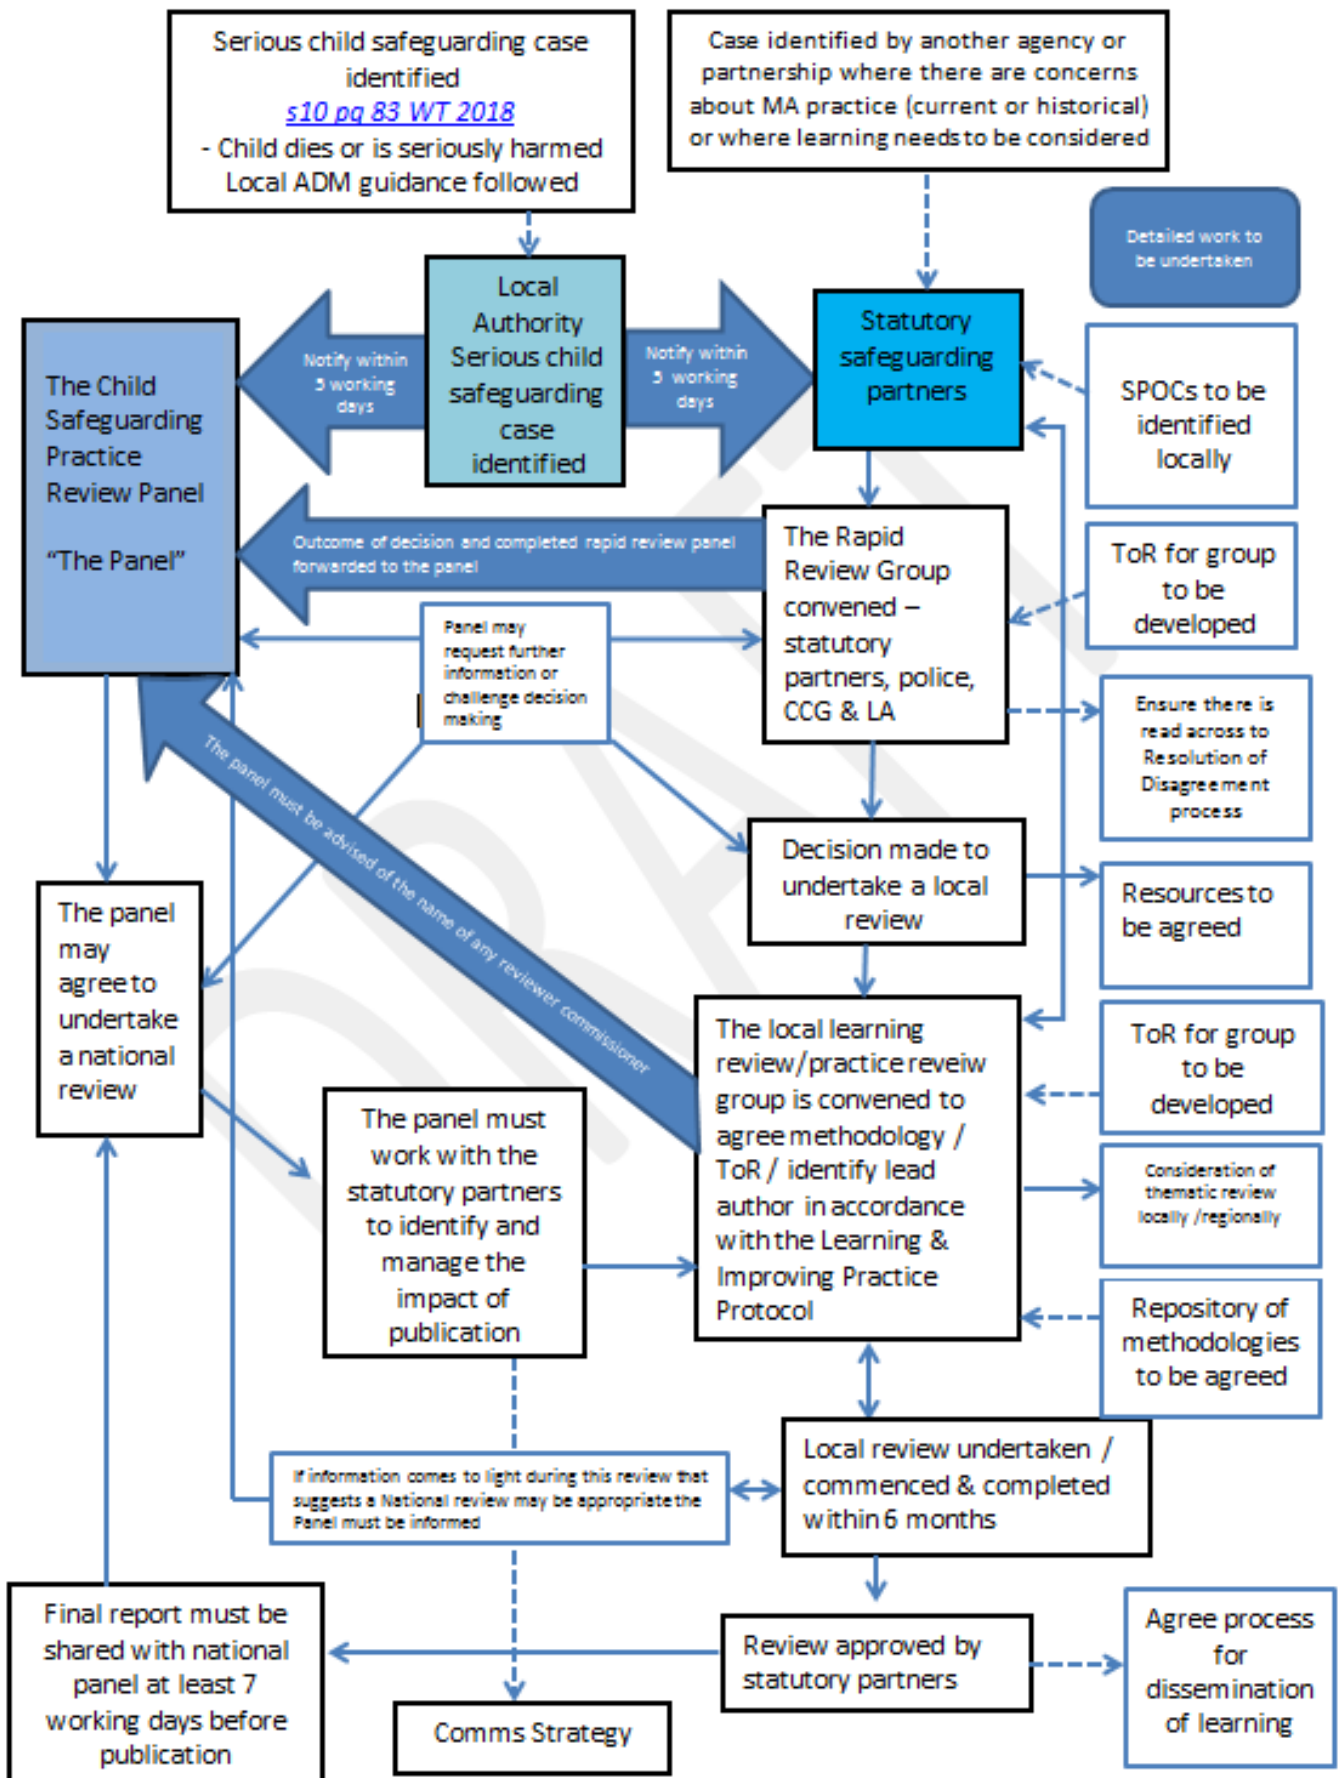 Serious child safeguarding case
identified
s10 pg 83 WT 2018
- Child dies or is seriously harmed
Local ADM guidance followed
Case identified by another agency or
partnership where there are concerns
about MA practice (current or historical)
or where learning needs to be considered
Detailed work to
be undertaken
Local
Authority
Serious child
safeguarding
case
identified
Statutory
safeguarding
partners
The Child
Safeguarding
Practice
Review Panel
"The Panel"
Notify within
5 working
days
Notify within
5 working
days
SPOCs to be
identified
locally
Outcome of decision and completed rapid review panel
forwarded to the panel
The Rapid
Review Group
convened –
statutory
partners, police,
CCG & LA
ToR for group
to be
developed
Panel may
request further
information or
challenge decision
making
Ensure there is
read across to
Resolution of
Disagreement
process
The panel must be advised of the name of any reviewer commissioner
Decision made to
undertake a local
review
Resources to
be agreed
The panel
may
agree to
undertake
a national
review
The local learning
review/practice reveiw
group is convened to
agree methodology /
ToR / identify lead
author in accordance
with the Learning &
Improving Practice
Protocol
ToR for group
to be
developed
The panel must
work with the
statutory partners
to identify and
manage the
impact of
publication
Consideration of
thematic review
locally /regionally
Repository of
methodologies
to be agreed
If information comes to light during this review that
suggests a National review may be appropriate the
Panel must be informed
Local review undertaken /
commenced & completed
within 6 months
Final report must be
shared with national
panel at least 7
working days before
publication
Review approved by
statutory partners
Agree process
for
dissemination
of learning
Comms Strategy
DRAFT